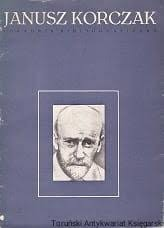 JANUSZ KORCZAK
Toruński Antykwariat Księgarski